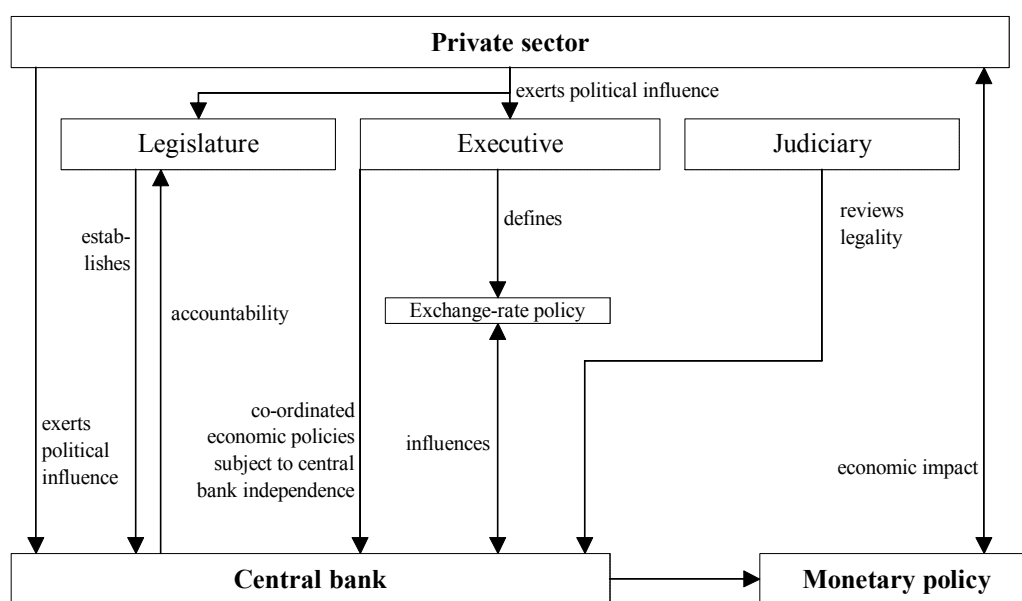 Private sector
exerts political influence
Legislature
Executive
Judiciary
estab-
lishes
accountability
defines
reviews
legality
Exchange-rate policy
exerts
political
influence
co-ordinated
economic policies
subject to central
bank independence
influences
economic impact
Central bank
Monetary policy